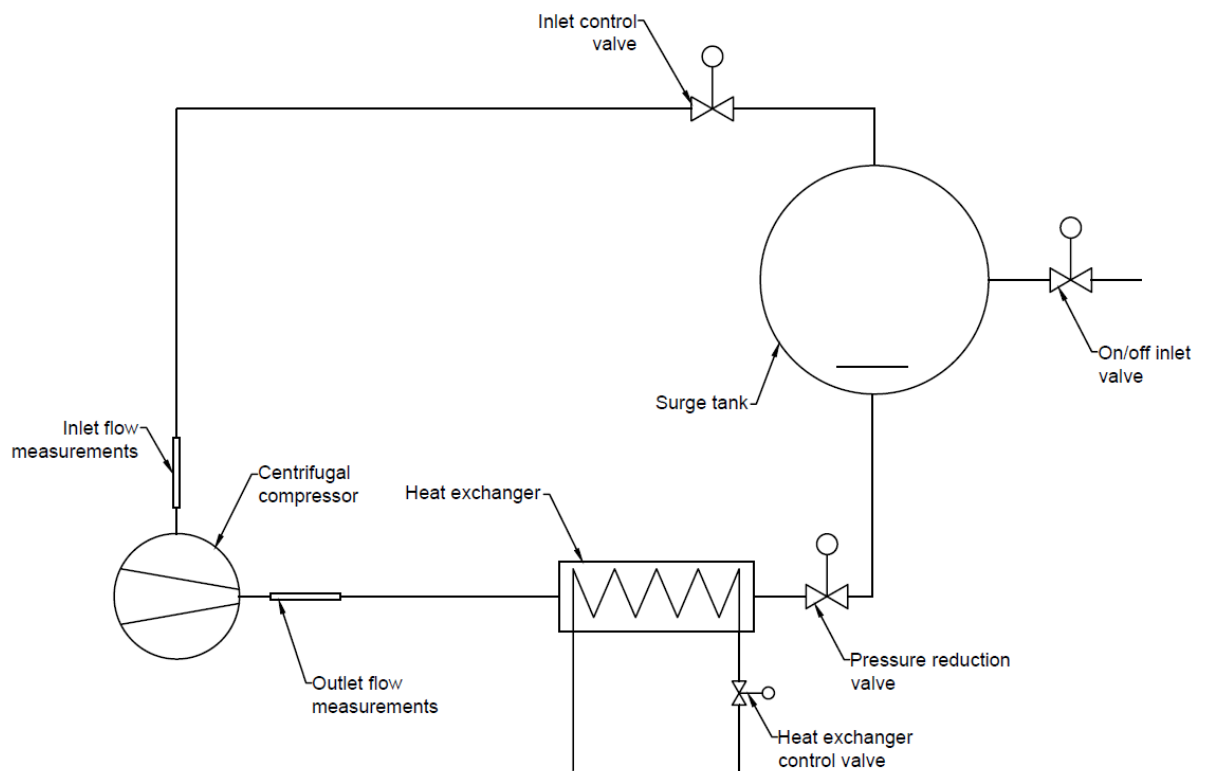 Inlet control
valve
On/off inlet
valve
Surge tank
Inlet flow
measurements
Centrifugal
compressor
Heat exchanger
Pressure reduction
valve
Outlet flow
measurements
Heat exchanger
control valve